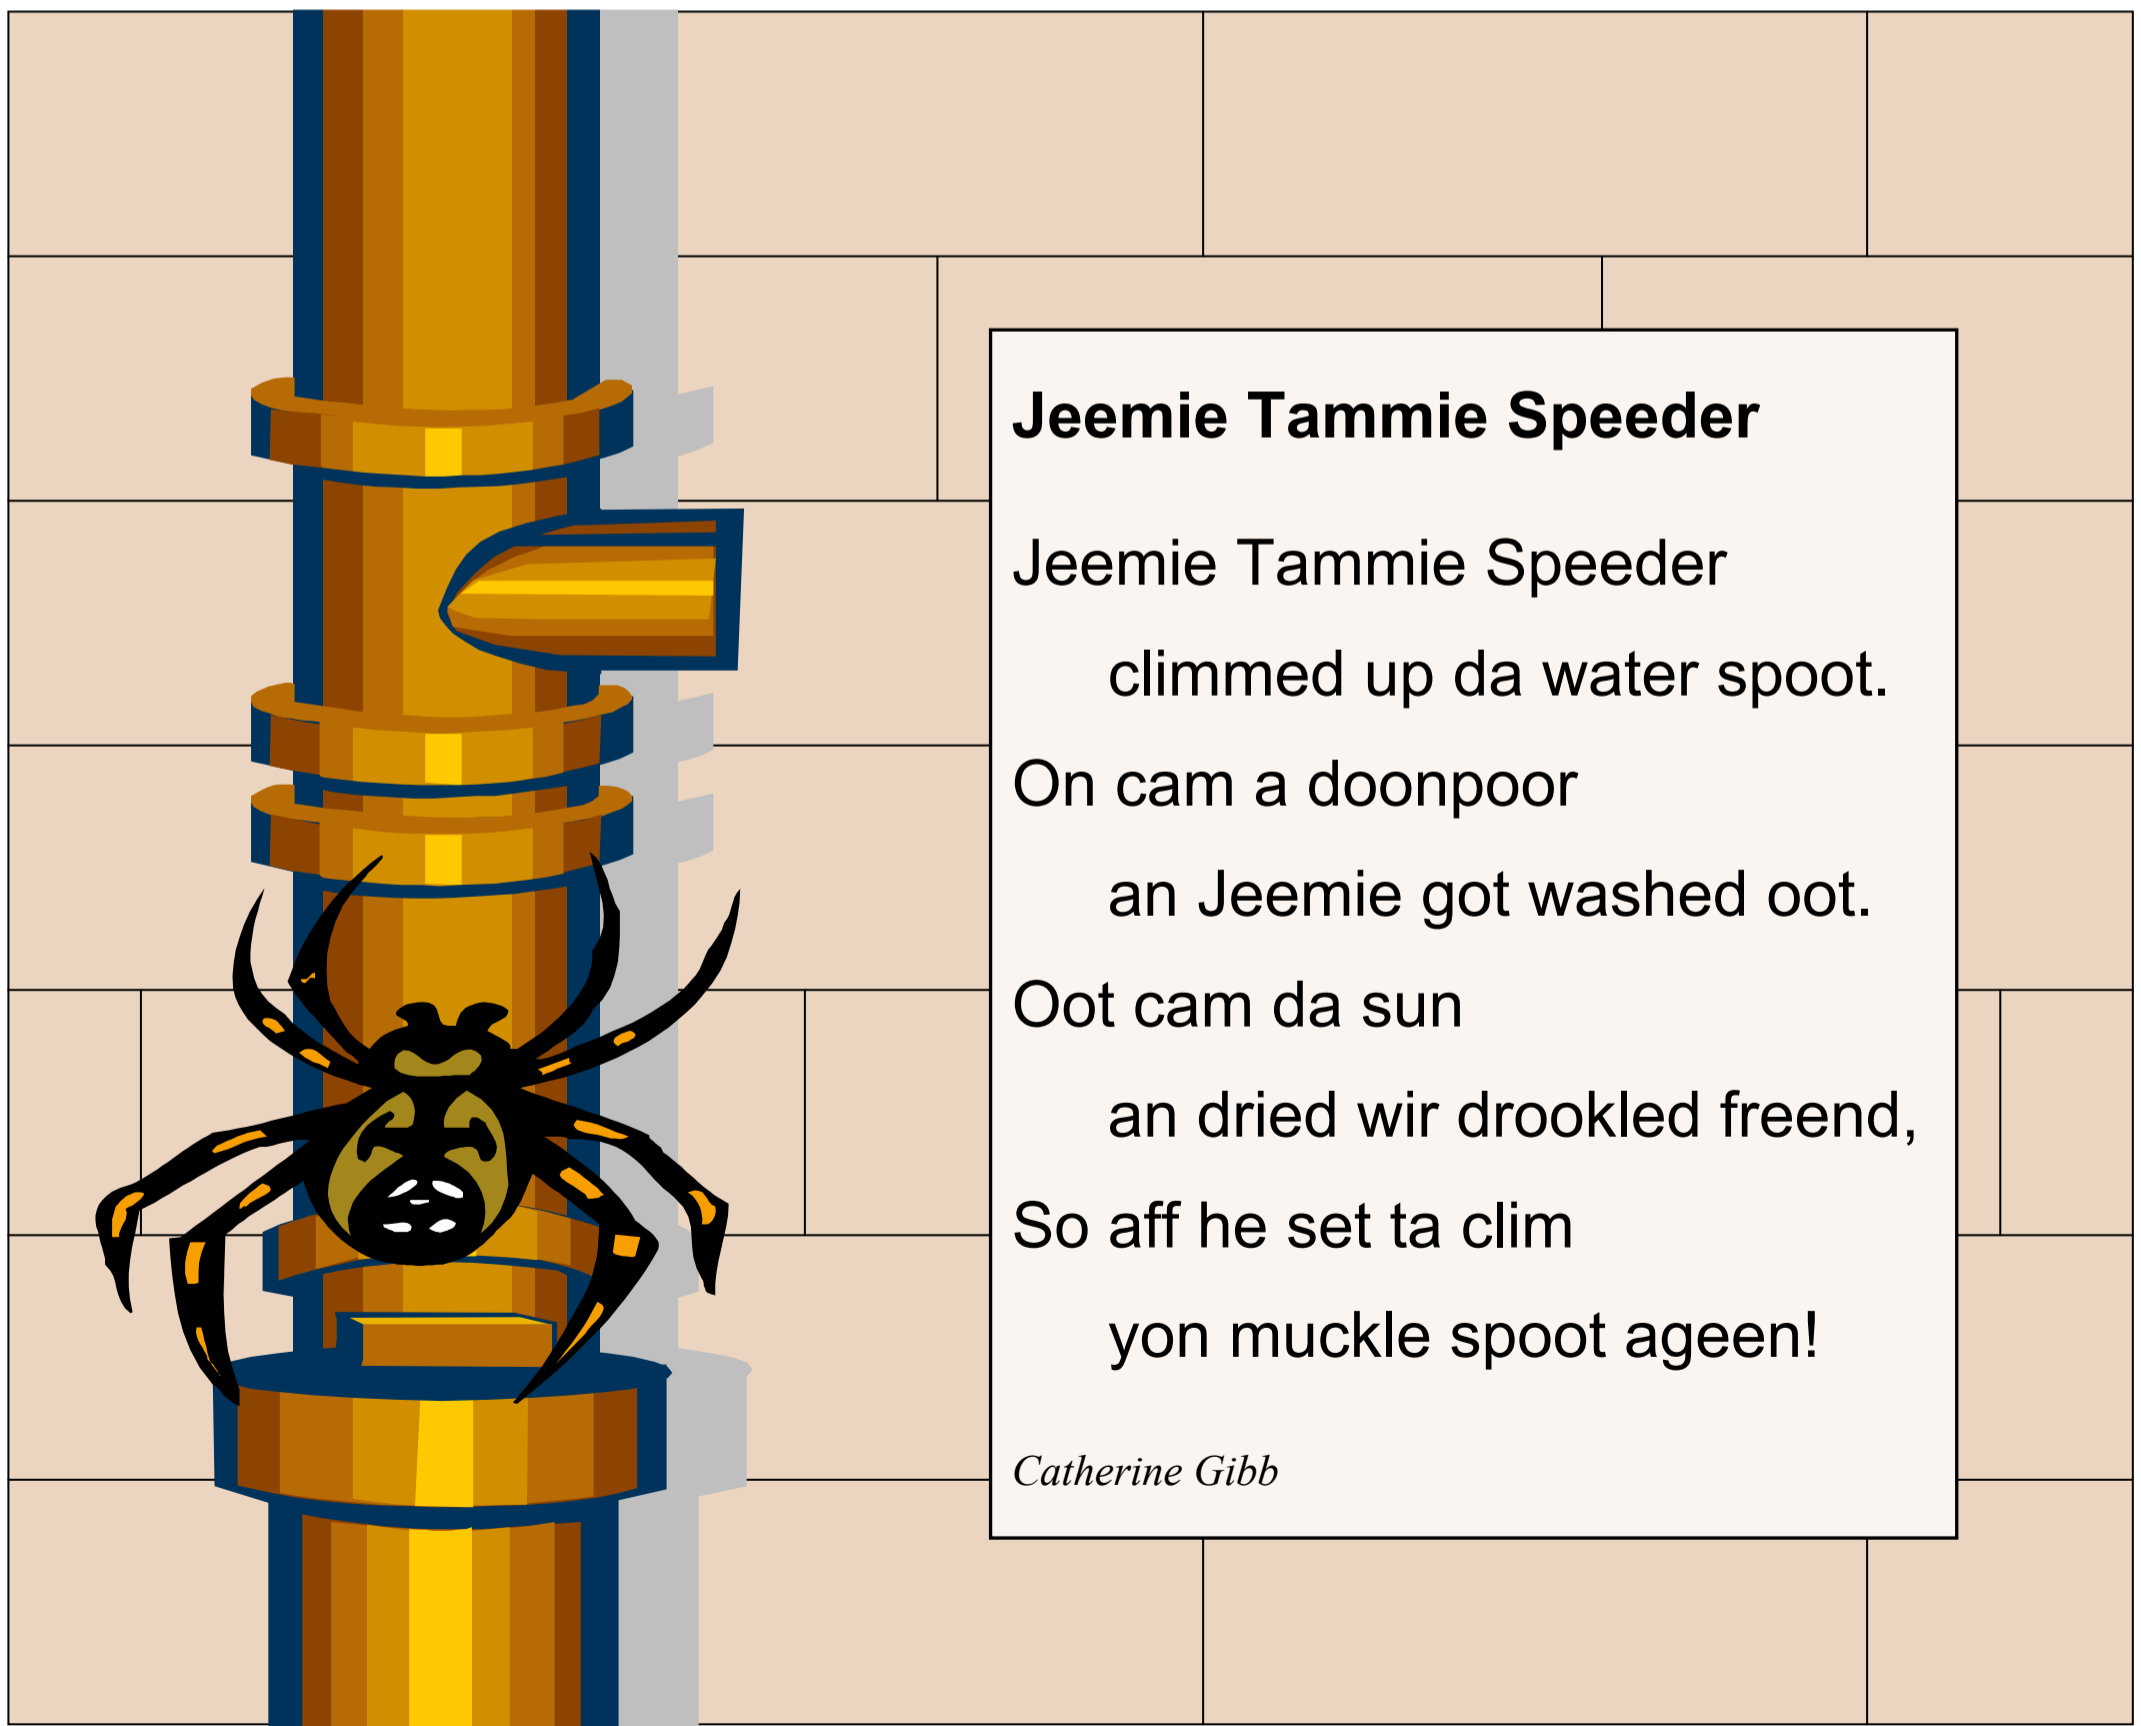 Jeemie Tammie Speeder
Jeemie Tammie Speeder
climmed up da water spoot.
On cam a doonpoor
an Jeemie got washed oot.
Oot cam da sun
an dried wir drookled freend,
So aff he set ta clim
yon muckle spoot ageen!
Catherine Gibb